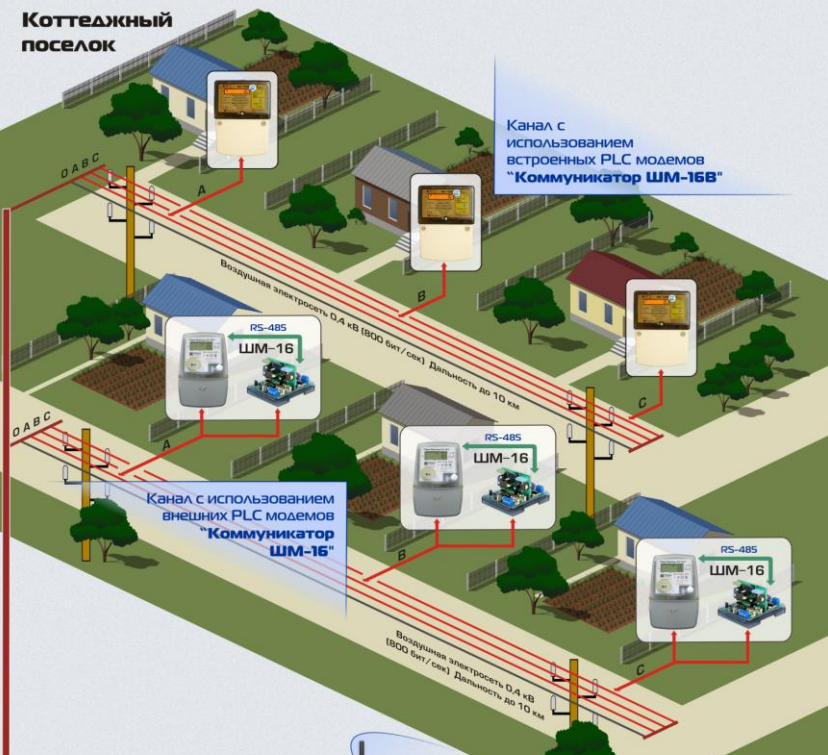 Коттеджный
поселок
Канал с
использованием
встроенных PLC модемов
"Коммуникатор ШМ-16В"
0 A B C
A
B
C
Воздушная электросеть 0,4 кВ (800 бит/сек) Дальность до 10 км
RS-485
ШМ-16
A
0 A B C
RS-485
ШМ-16
B
Канал с использованием
внешних PLC модемов
"Коммуникатор
ШМ-16"
RS-485
ШМ-16
C
Воздушная электросеть 0,4 кВ
(800 бит/сек) Дальность до 10 км